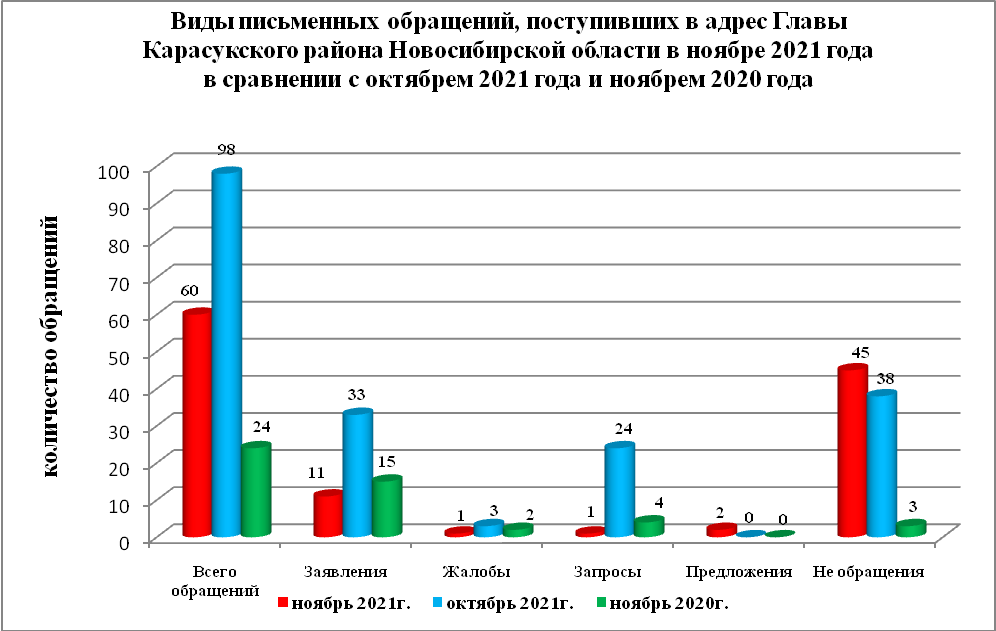 Виды письменных обращений, поступивших в адрес Главы
Карасукского района Новосибирской области в ноябре 2021 года
в сравнении с октябрем 2021 года и ноябрем 2020 года
количество обращений
100
90
80
70
60
50
40
30
20
10
0
60
98
24
11
33
15
1
3
2
1
24
4
2
0
0
45
38
3
Всего
обращений
Заявления
Жалобы
Запросы
Предложения
Не обращения
ноябрь 2021г.
октябрь 2021г.
ноябрь 2020г.